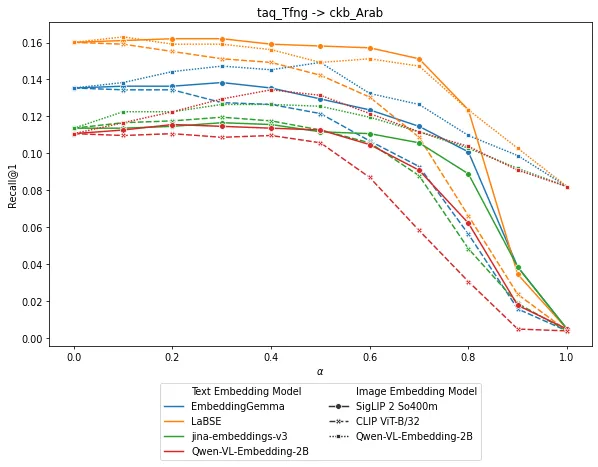 taq_Tfng -> ckb_Arab
Recall@1
0.16
0.14
0.12
0.10
0.08
0.06
0.04
0.02
0.00
0.0 0.2 0.4 0.6 0.8 1.0
α
Text Embedding Model
EmbeddingGemma
LaBSE
jina-embeddings-v3
Qwen-VL-Embedding-2B
Image Embedding Model
SigLIP 2 So400m
CLIP ViT-B/32
Qwen-VL-Embedding-2B